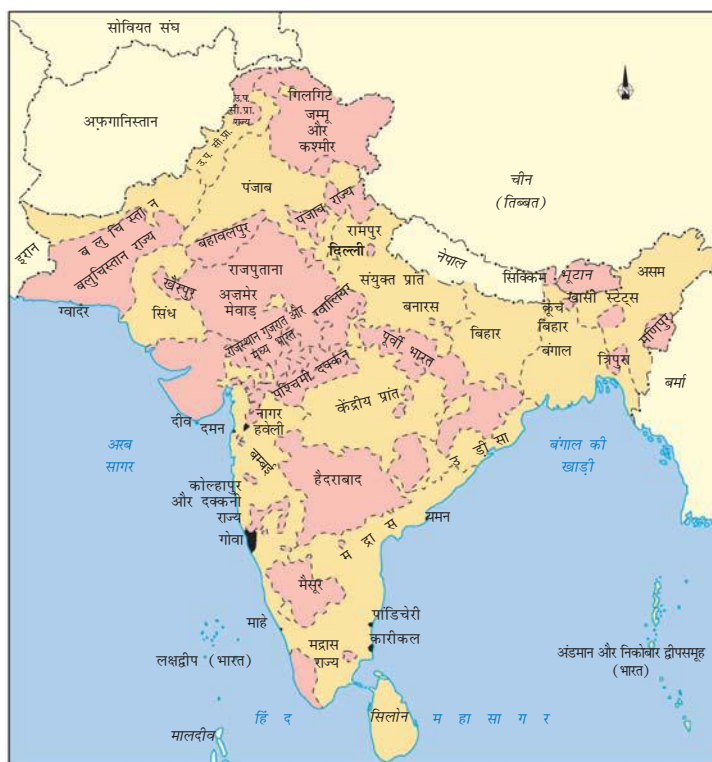 सोवियत संघ
अफ़गानिस्तान
उ.प.
सी.प्रा.
राज्य
गिलगिट
जम्मू
और
कश्मीर
N
उ. प. सी. प्रा.
पंजाब
चीन
(तिब्बत)
पंजाब राज्य
ईरान
बलुचिस्तान
बलुचिस्तान राज्य
बहावलपुर
रामपुर
दिल्ली
नेपाल
सिक्किम
भूटान
असम
राजपुताना
संयुक्त प्रांत
खैरपुर
अजमेर
मेवाड़
ग्वालियर
बनारस
कूच
बिहार
खासी स्टेट्स
ग्वादर
सिंध
राजस्थान गुजरात और
मध्य भारत
बिहार
बंगाल
मणिपुर
पूर्वी भारत
त्रिपुरा
पश्चिमी दक्कन
केंद्रीय प्रांत
बर्मा
दीव
दमन
नागर
हवेली
अरब
सागर
बम्बई
उड़ीसा
बंगाल की
खाड़ी
हैदराबाद
कोल्हापुर
और दक्कनी
राज्य
गोवा
मद्रास
यमन
मैसूर
माहे
पांडिचेरी
कारीकल
लक्षद्वीप (भारत)
मद्रास
राज्य
अंडमान और निकोबार द्वीपसमूह
(भारत)
हिंद महासागर
सिलोन
मालदीव